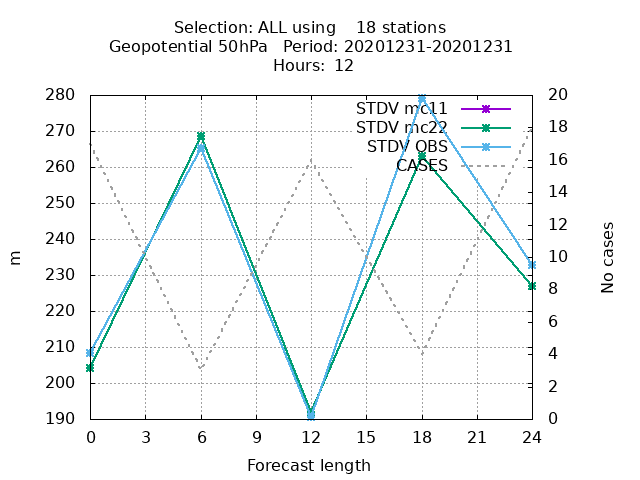 Selection: ALL using    18 stations
Geopotential 50hPa   Period: 20201231-20201231
Hours: 12
STDV mc11
STDV mc22
STDV OBS
CASES
m
No cases
280
270
260
250
240
230
220
210
200
190
20
18
16
14
12
10
8
6
4
2
0
0 3 6 9 12 15 18 21 24
Forecast length